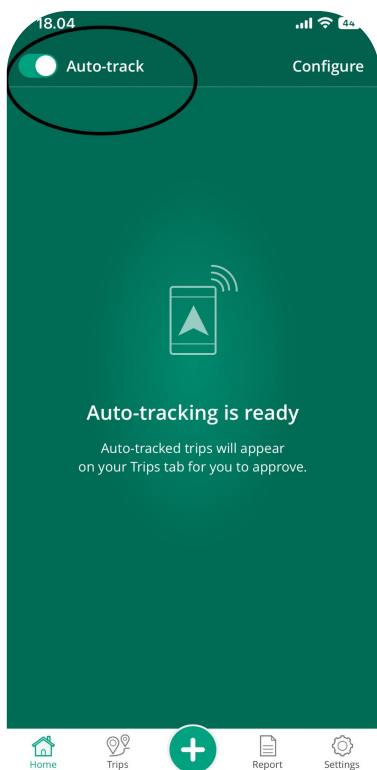 18.04
44
Auto-track
Configure
Auto-tracking is ready
Auto-tracked trips will appear
on your Trips tab for you to approve.
Home
Trips
Report
Settings